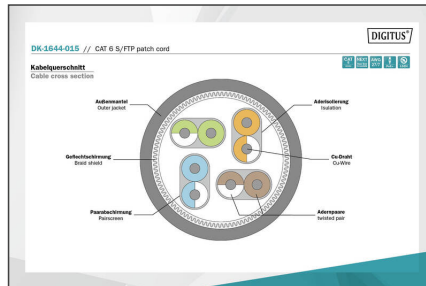 DIGITUS®
DK-1644-015 // CAT 6 S/FTP patch cord
Kabelquerschnitt
Cable cross section
Außenmantel
Outer jacket
Aderisolierung
Insulation
Geflechtschirmung
Braid shield
Cu-Draht
Cu-Wire
Paarabschirmung
Pairscreen
Adernpaare
twisted pair